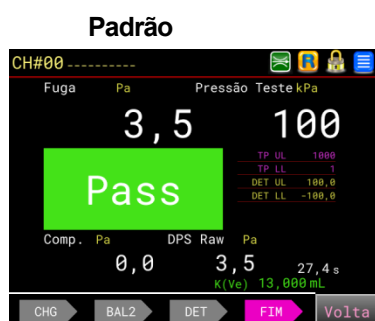 Padrão
CH#00 ---------- R
Fuga Pa Pressão Teste kPa
3,5 100
Pass
TP UL 1000
TP LL 1
DET UL 100,0
DET LL -100,0
Comp. Pa DPS Raw Pa
0,0 3,5 27,4 s
K(Ve) 13,000 mL
CHG BAL2 DET FIM Volta